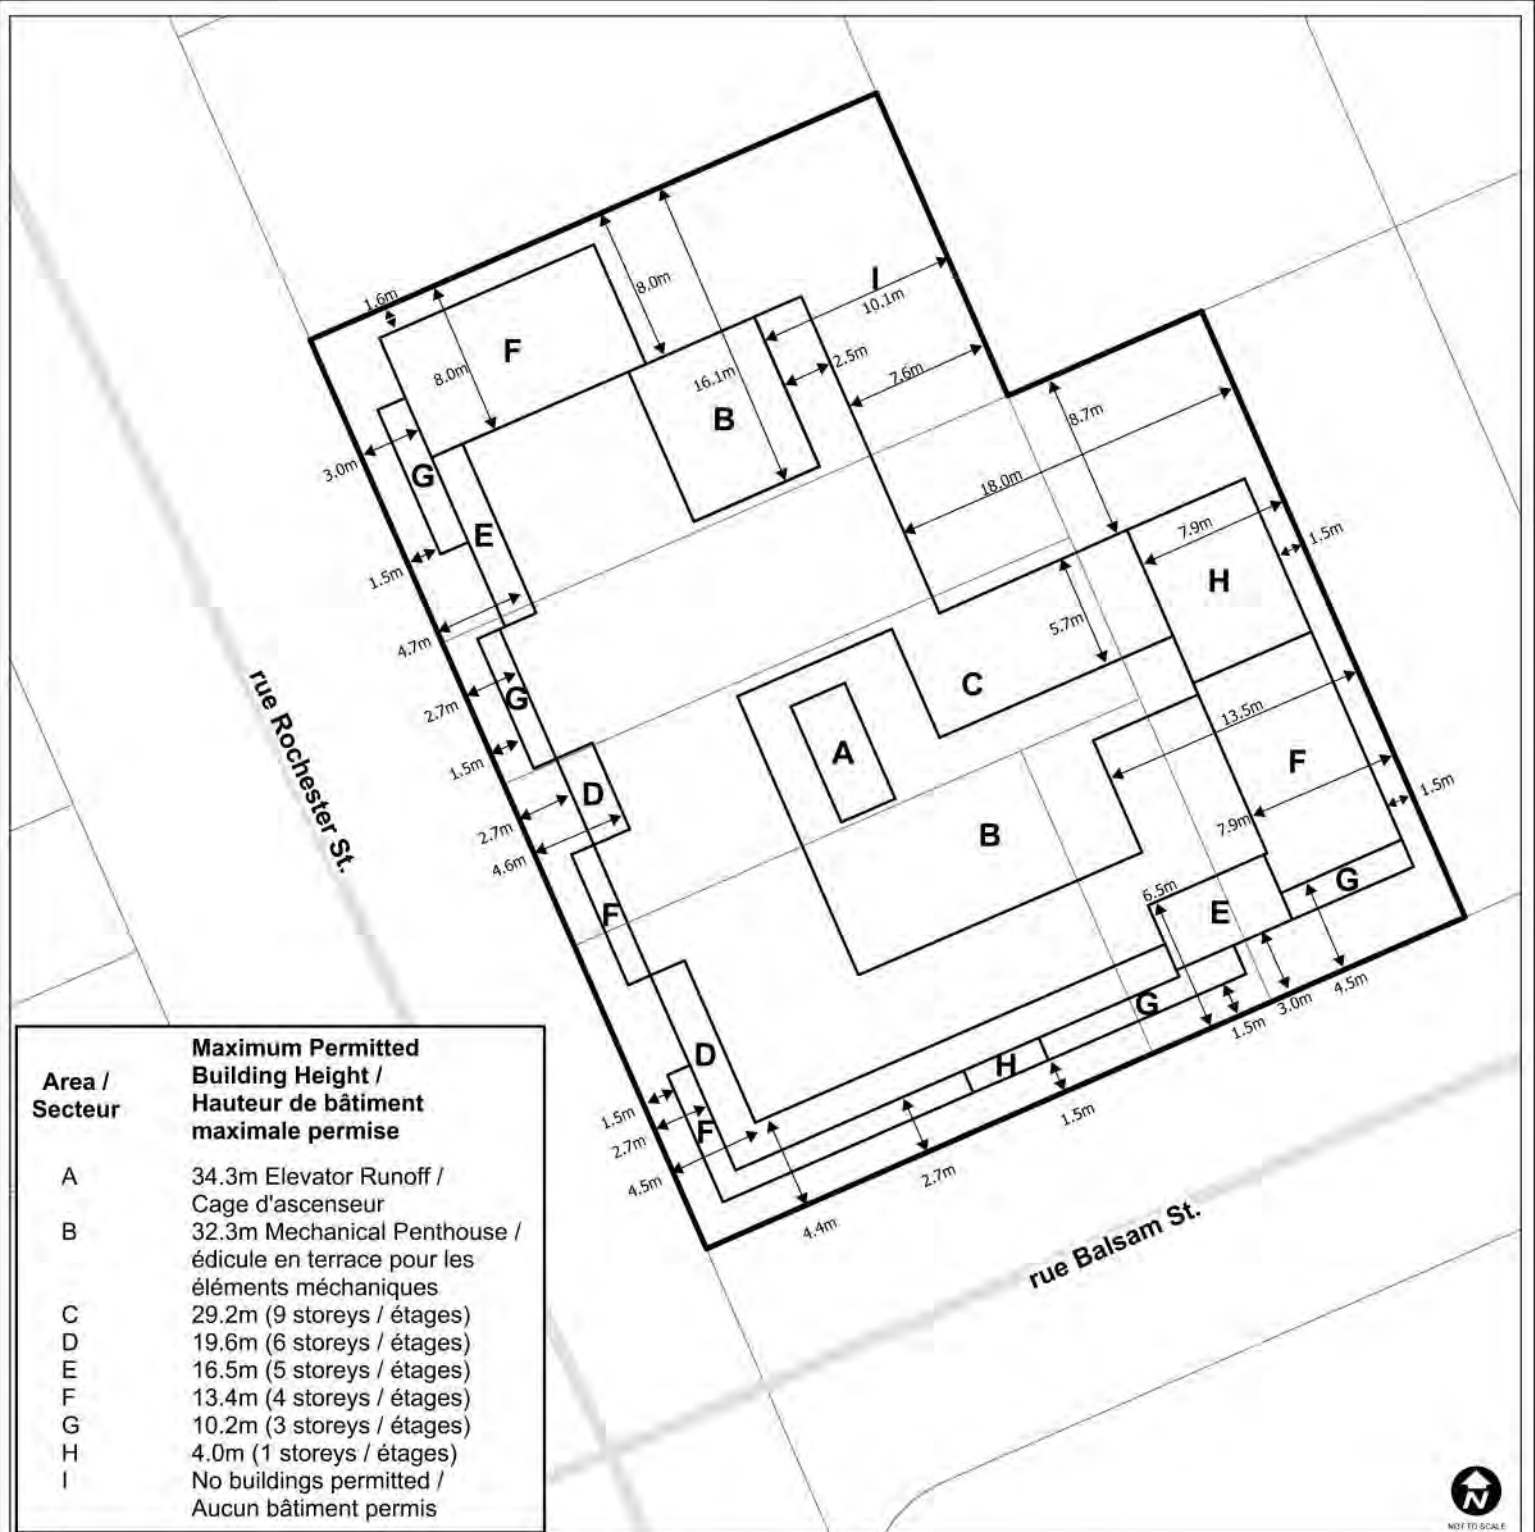 1.6m
8.0m
8.0m
16.1m
I
10.1m
2.5m
7.6m
F
B
8.7m
18.0m
3.0m
G
E
1.5m
7.9m
1.5m
H
4.7m
5.7m
2.7m
G
C
1.5m
13.5m
A
D
F
2.7m
1.5m
4.6m
B
7.9m
rue Rochester St.
F
6.5m
E
G
G
4.5m
3.0m
1.5m
D
H
1.5m
1.5m
2.7m
F
4.5m
2.7m
4.4m
rue Balsam St.
Area /
Secteur
Maximum Permitted
Building Height /
Hauteur de bâtiment
maximale permise
A 34.3m Elevator Runoff /
Cage d'ascenseur
B 32.3m Mechanical Penthouse /
édicule en terrace pour les
éléments méchaniques
C 29.2m (9 storeys / étages)
D 19.6m (6 storeys / étages)
E 16.5m (5 storeys / étages)
F 13.4m (4 storeys / étages)
G 10.2m (3 storeys / étages)
H 4.0m (1 storeys / étages)
I No buildings permitted /
Aucun bâtiment permis
N
NOT TO SCALE